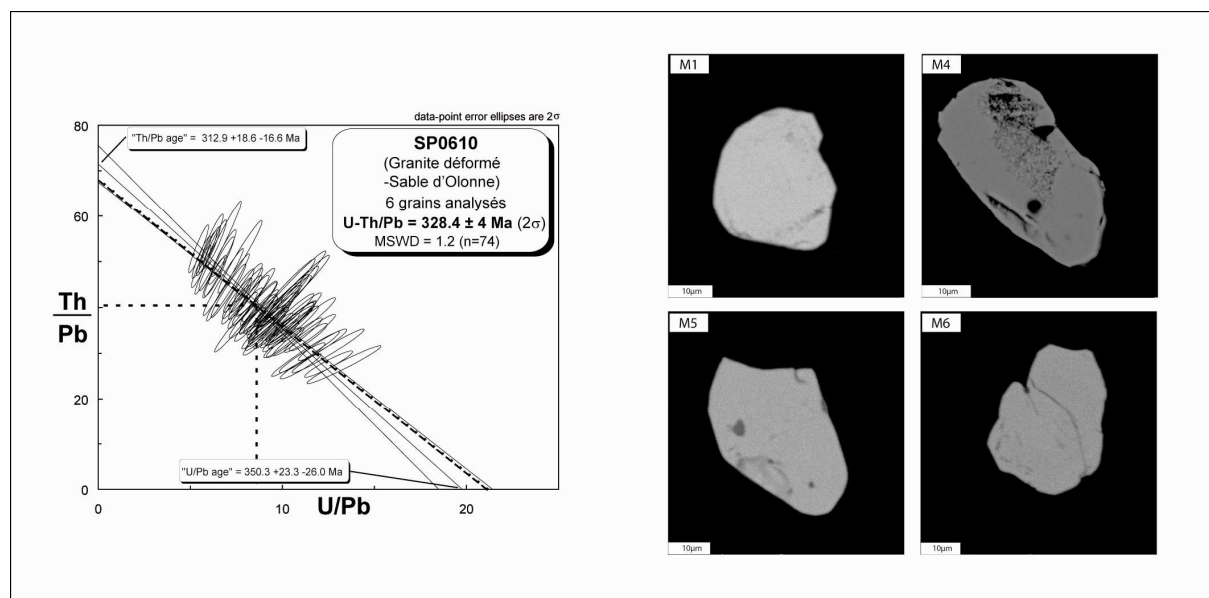 data-point error ellipses are 2σ
80
60
40
20
0
Th
Pb
"Th/Pb age" = 312.9 +18.6 -16.6 Ma
SP0610
(Granite déformé
-Sable d'Olonne)
6 grains analysés
U-Th/Pb = 328.4 ± 4 Ma (2σ)
MSWD = 1.2 (n=74)
"U/Pb age" = 350.3 +23.3 -26.0 Ma
0
10
20
U/Pb
M1
10µm
M4
10µm
M5
10µm
M6
10µm